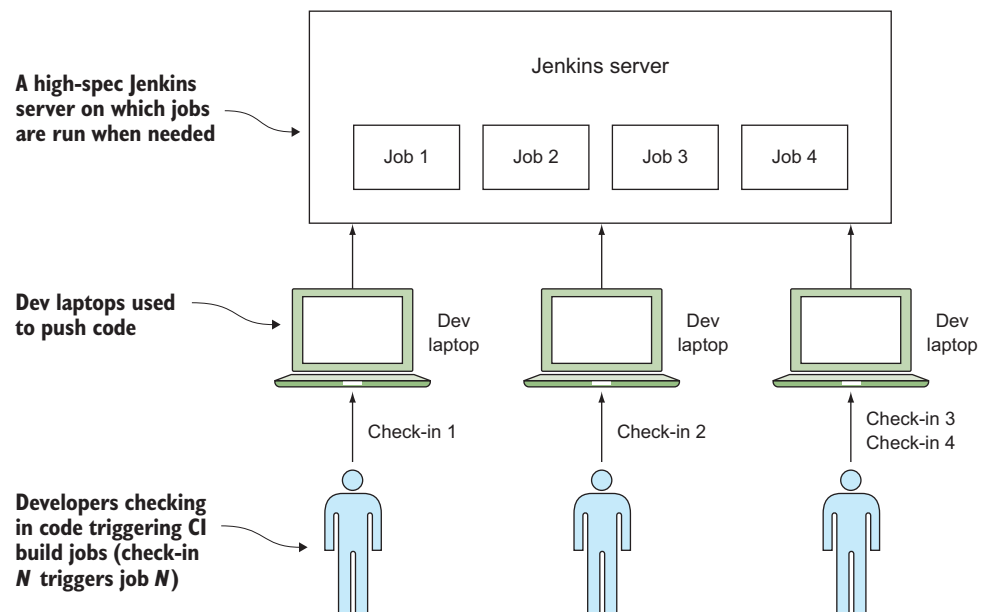 Jenkins server
A high-spec Jenkins
server on which jobs
are run when needed
Job 1
Job 2
Job 3
Job 4
Dev laptops used
to push code
Dev
laptop
Dev
laptop
Dev
laptop
Check-in 1
Check-in 2
Check-in 3
Check-in 4
Developers checking
in code triggering CI
build jobs (check-in
N triggers job N)